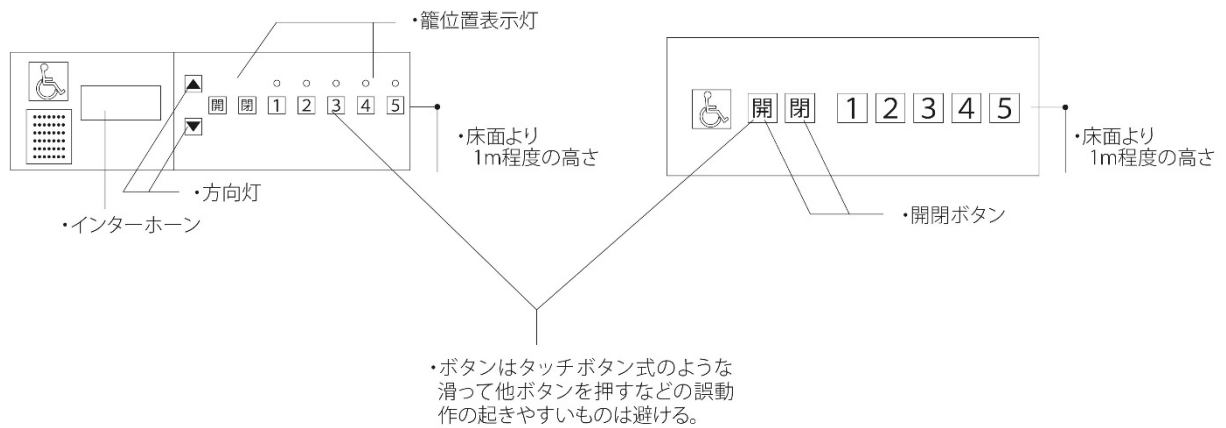 ・籠位置表示灯
▲
開 閉 1 2 3 4 5
▼
・床面より
1m程度の高さ
・方向灯
・インターホーン
開 閉 1 2 3 4 5
・床面より
1m程度の高さ
・開閉ボタン
・ボタンはタッチボタン式のような
滑って他ボタンを押すなどの誤動
作の起きやすいものは避ける。